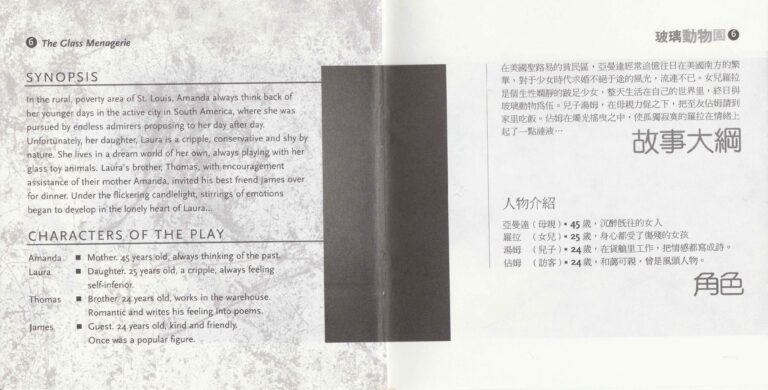 6 The Glass Menagerie
SYNOPSIS
In the rural, poverty area of St. Louis, Amanda always think back of
her younger days in the active city in South America, where she was
pursued by endless admirers proposing to her day after day.
Unfortunately, her daughter, Laura is a cripple, conservative and shy by
nature. She lives in a dream world of her own, always playing with her
glass toy animals. Laura's brother, Thomas, with encouragement
assistance of their mother Amanda, invited his best friend James over
for dinner. Under the flickering candlelight, stirrings of emotions
began to develop in the lonely heart of Laura...
CHARACTERS OF THE PLAY
Amanda ■ Mother. 45 years old, always thinking of the past.
Laura ■ Daughter. 25 year old, a cripple, always feeling
self-inferior.
Thomas ■ Brother. 24 years old, works in the warehouse.
Romantic and writes his feeling into poems.
James ■ Guest. 24 years old, kind and friendly.
Once was a popular figure.
玻璃動物園 6
在美國聖路易的貧民區，亞曼達經常追憶往日在美國南方的繁
華，對于少女時代求婚不絕于途的風光，流連不已。女兒羅拉
是個生性嫻靜的跛足少女，整天生活在自己的世界里，終日與
玻璃動物爲伍。兒子湯姆，在母親力促之下，把至友佔姆請到
家里吃飯。佔姆在燭光搖曳之中，使孤獨寂寞的羅拉在情緒上
起了一點漣漪…
故事大綱
人物介紹
亞曼達（母親）▪ 45 歲，沉醉既往的女人
羅拉 （女兒）▪ 25 歲，身心都受了傷殘的女孩
湯姆 （兒子）▪ 24 歲，在貨艙里工作，把情感都寫成詩。
佔姆 （訪客）▪ 24 歲，和藹可親，曾是風頭人物。
角色